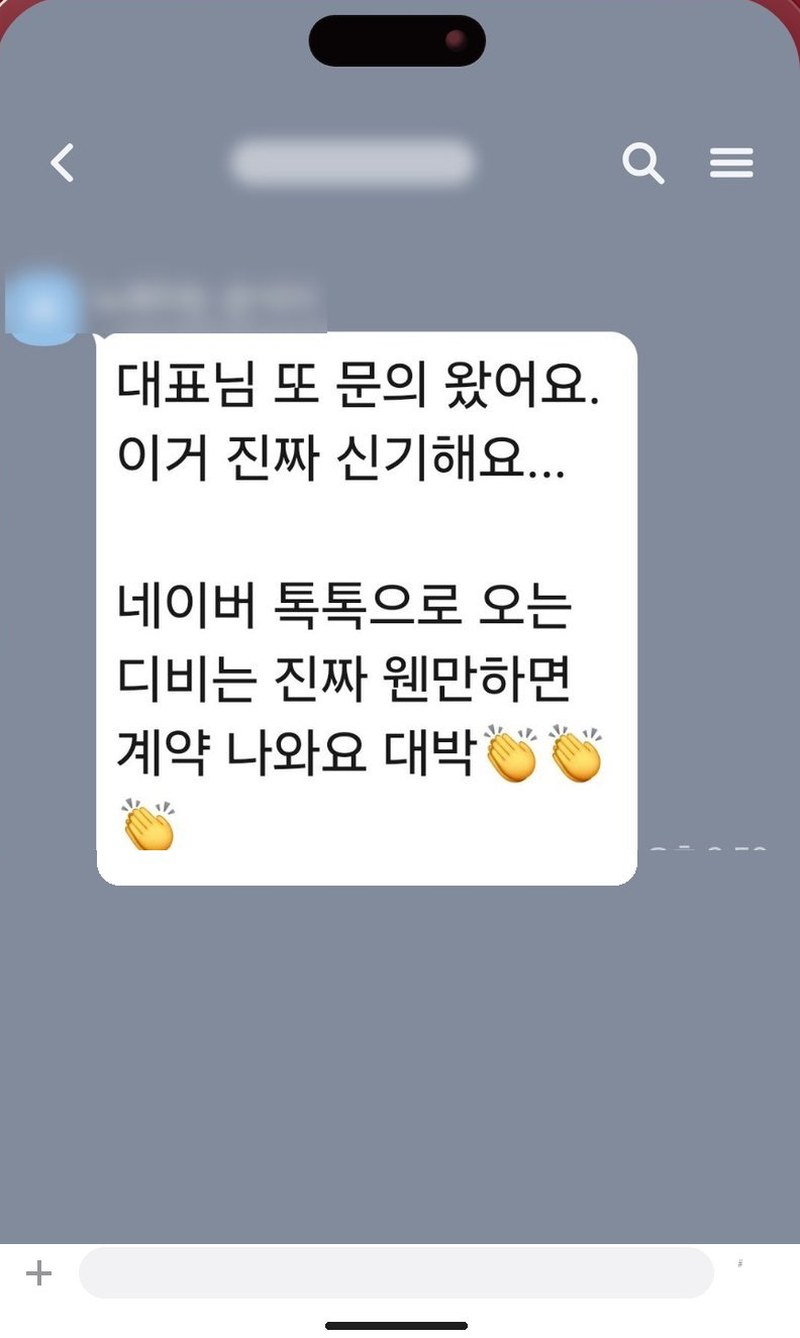 대표님 또 문의 왔어요.
이거 진짜 신기해요...
네이버 톡톡으로 오는
디비는 진짜 웬만하면
계약 나와요 대박👏👏
👏